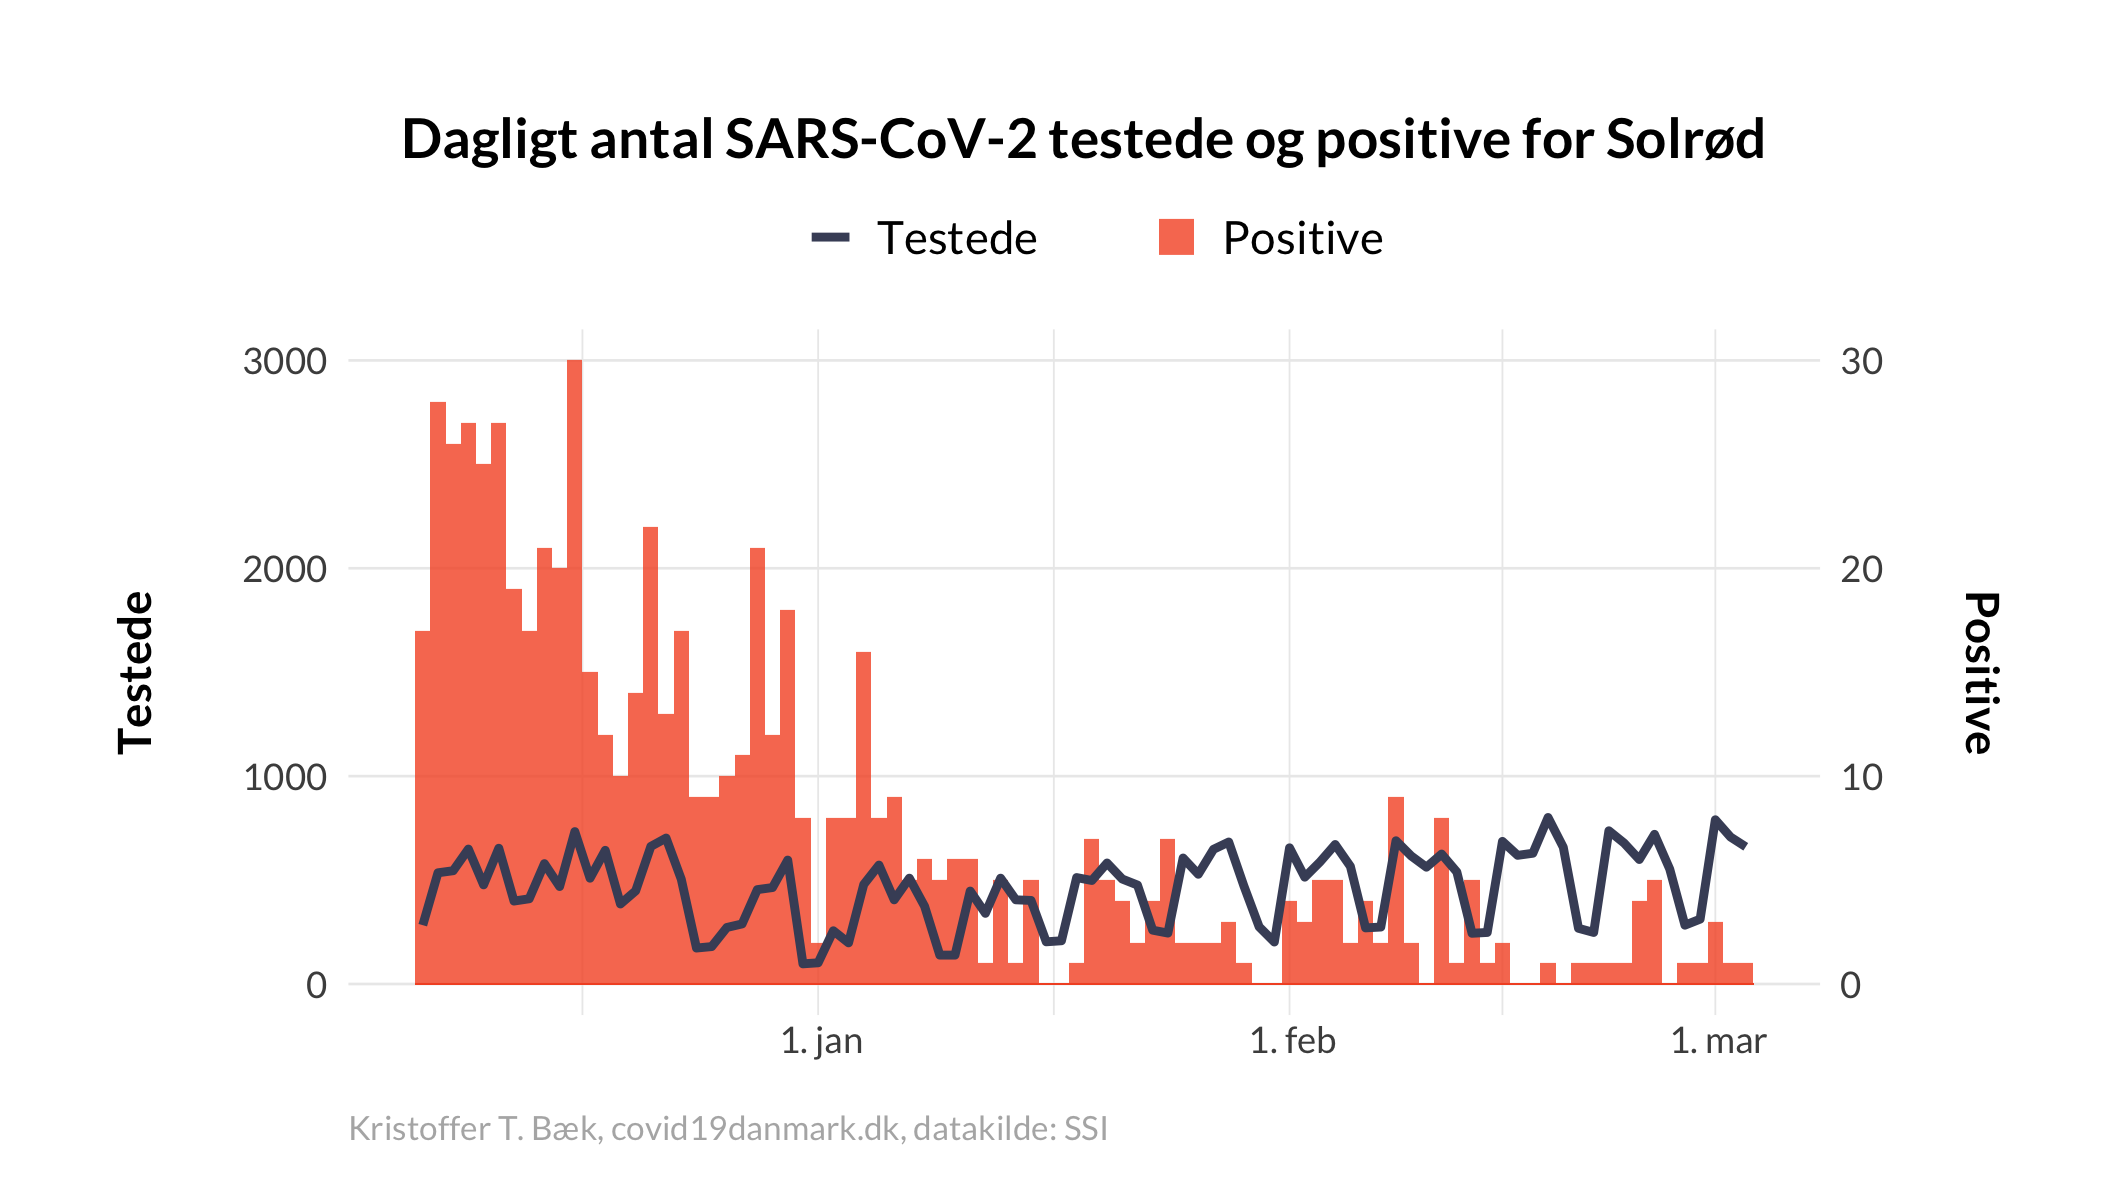 Dagligt antal SARS-CoV-2 testede og positive for Solrød
Testede
Positive
3000
2000
1000
0
30
20
10
0
Testede
Positive
1. jan
1. feb
1. mar
Kristoffer T. Bæk, covid19danmark.dk, datakilde: SSI